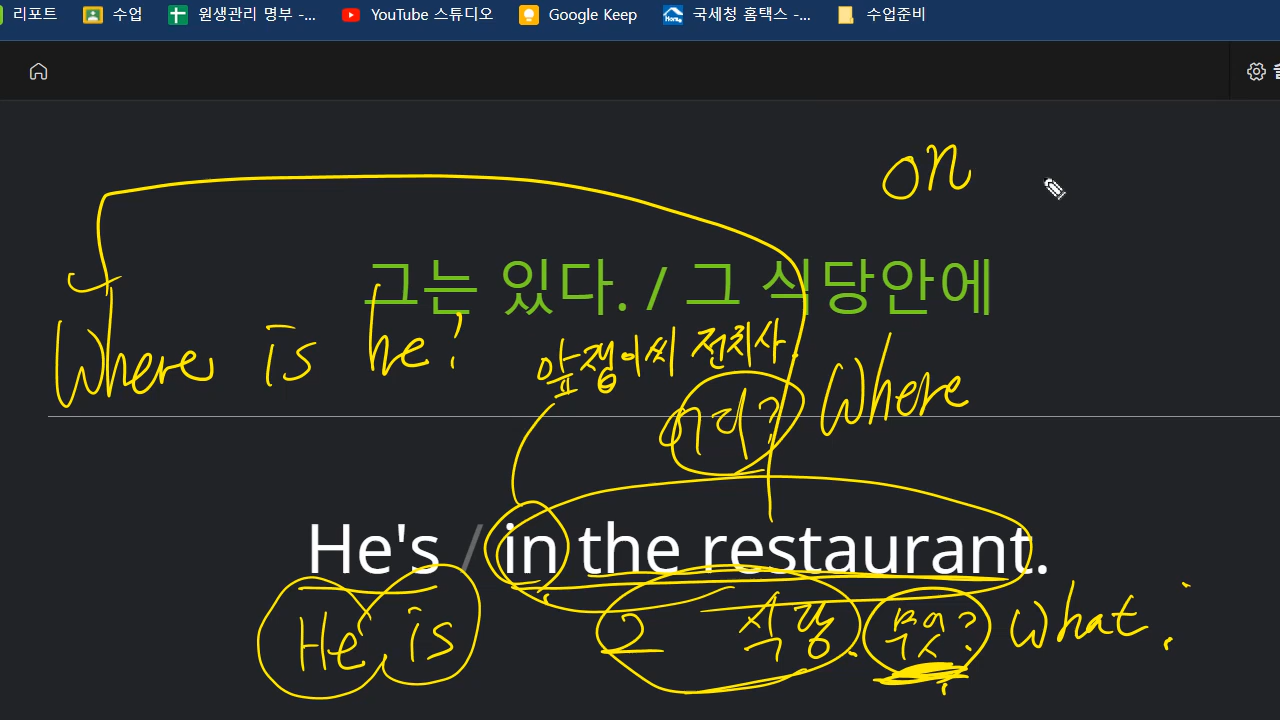 리포트 수업 원생관리 명부 -... YouTube 스튜디오 Google Keep 국세청 홈택스 -... 수업준비
on
그는 있다. / 그 식당안에
Where is he?
앞쟁이씨 전치사.
어디? Where
He's / in the restaurant.
He is 그 식당. 무엇? What.